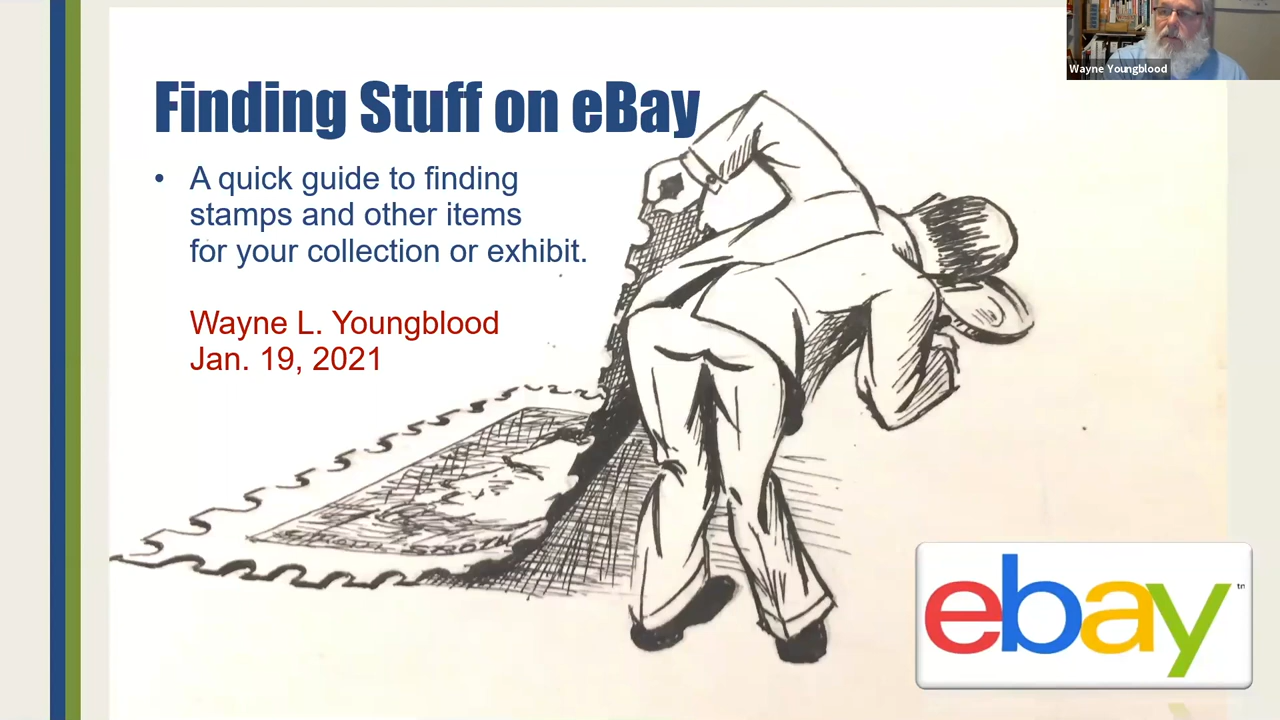 Wayne Youngblood
Finding Stuff on eBay
• A quick guide to finding
stamps and other items
for your collection or exhibit.
Wayne L. Youngblood
Jan. 19, 2021
ebay™